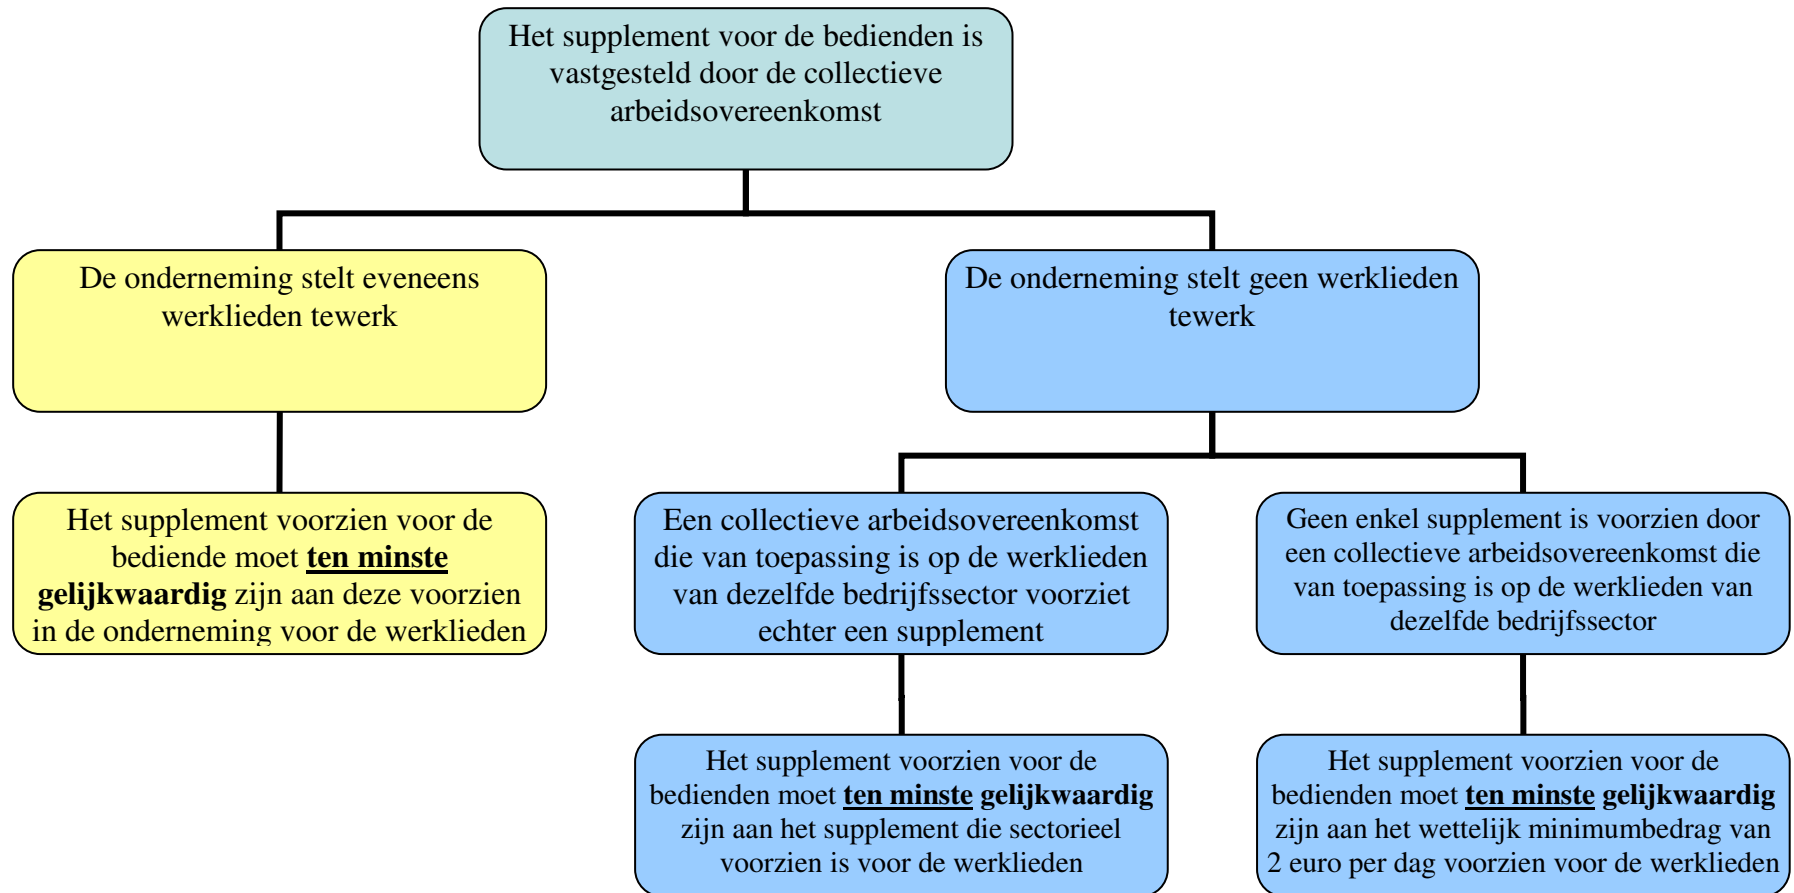 Het supplement voor de bedienden is
vastgesteld door de collectieve
arbeidsovereenkomst
De onderneming stelt eveneens
werklieden tewerk
De onderneming stelt geen werklieden
tewerk
Het supplement voorzien voor de
bediende moet ten minste
gelijkwaardig zijn aan deze voorzien
in de onderneming voor de werklieden
Een collectieve arbeidsovereenkomst
die van toepassing is op de werklieden
van dezelfde bedrijfssector voorziet
echter een supplement
Geen enkel supplement is voorzien door
een collectieve arbeidsovereenkomst die
van toepassing is op de werklieden van
dezelfde bedrijfssector
Het supplement voorzien voor de
bedienden moet ten minste gelijkwaardig
zijn aan het supplement die sectorieel
voorzien is voor de werklieden
Het supplement voorzien voor de
bedienden moet ten minste gelijkwaardig
zijn aan het wettelijk minimumbedrag van
2 euro per dag voorzien voor de werklieden